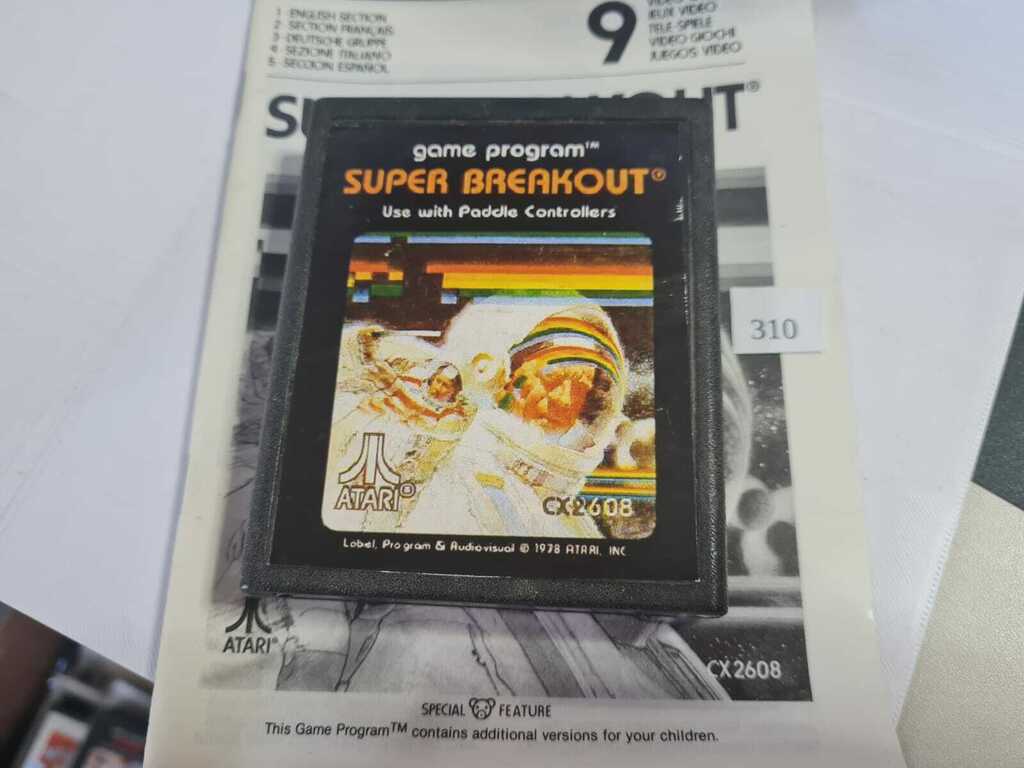 1 - ENGLISH SECTION
2 - SECTION FRANÇAIS
3 - DEUTSCHE GRUPPE
4 - SEZIONE ITALIANO
5 - SECCION ESPAÑOL
9
JEUX VIDEO
TELE-SPIELE
VIDEO GIOCHI
JUEGOS VIDEO
game program™
SUPER BREAKOUT®
Use with Paddle Controllers
310
ATARI®
CX2608
Label, Program & Audiovisual © 1978 ATARI, INC
ATARI®
CX2608
SPECIAL FEATURE
This Game Program™ contains additional versions for your children.